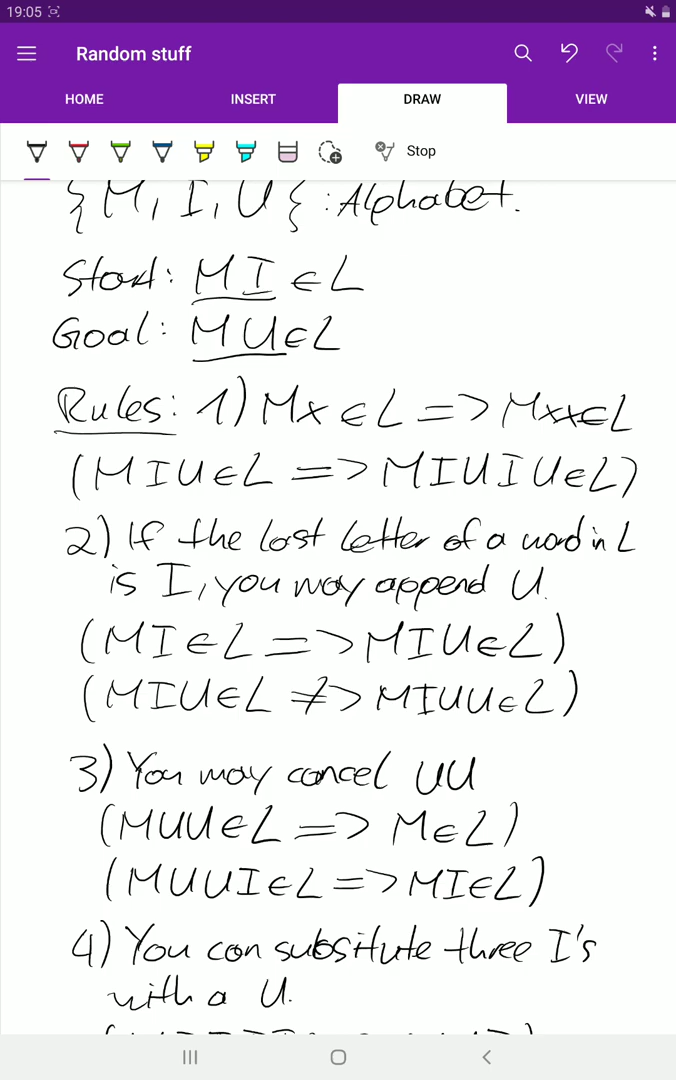 19:05
Random stuff
HOME INSERT DRAW VIEW
Stop
{M, I, U} : Alphabet.
Start: MI ∈ L
Goal: MU ∈ L
Rules: 1) Mx ∈ L => Mxx ∈ L
(MIU ∈ L => MIUIU ∈ L)
2) If the last letter of a word in L
is I, you may append U.
(MI ∈ L => MIU ∈ L)
(MIU ∈ L ≠> MIUU ∈ L)
3) You may cancel UU
(MUU ∈ L => M ∈ L)
(MUUI ∈ L => MI ∈ L)
4) You can subsitute three I's
with a U.